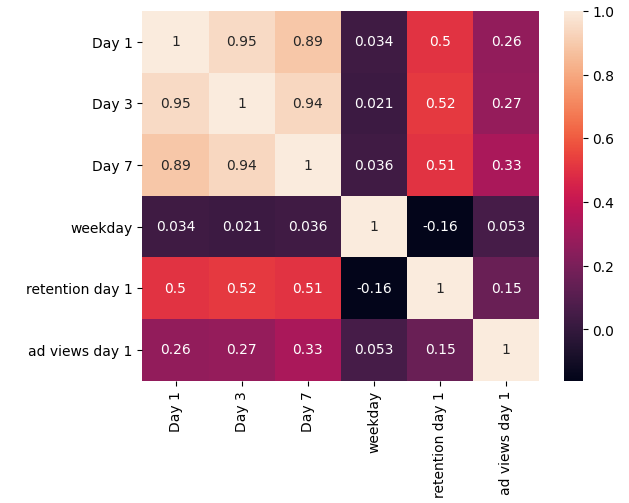 1.0
Day 1 1 0.95 0.89 0.034 0.5 0.26
0.8
Day 3 0.95 1 0.94 0.021 0.52 0.27
0.6
Day 7 0.89 0.94 1 0.036 0.51 0.33
0.4
weekday 0.034 0.021 0.036 1 -0.16 0.053
0.2
retention day 1 0.5 0.52 0.51 -0.16 1 0.15
0.0
ad views day 1 0.26 0.27 0.33 0.053 0.15 1
Day 1
Day 3
Day 7
weekday
retention day 1
ad views day 1